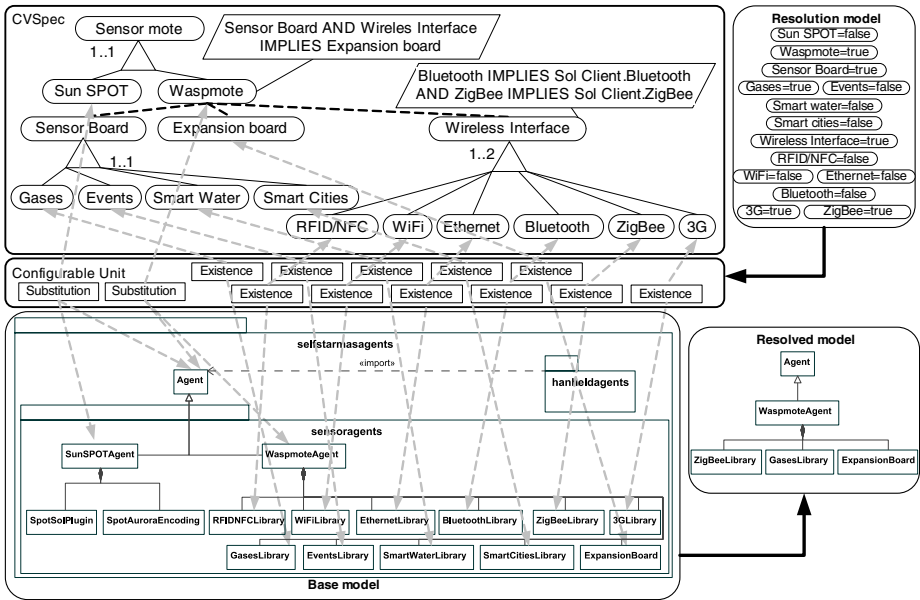 CVSpec
Sensor mote
1..1
Sensor Board AND Wireles Interface
IMPLIES Expansion board
Sun SPOT
Waspmote
Bluetooth IMPLIES Sol Client.Bluetooth
AND ZigBee IMPLIES Sol Client.ZigBee
Sensor Board
Expansion board
Wireless Interface
1..1
1..2
Gases
Events
Smart Water
Smart Cities
RFID/NFC
WiFi
Ethernet
Bluetooth
ZigBee
3G
Resolution model
Sun SPOT=false
Waspmote=true
Sensor Board=true
Gases=true
Events=false
Smart water=false
Smart cities=false
Wireless Interface=true
RFID/NFC=false
WiFi=false
Ethernet=false
Bluetooth=false
3G=true
ZigBee=true
Configurable Unit
Substitution
Substitution
Existence
Existence
Existence
Existence
Existence
Existence
Existence
Existence
Existence
Existence
Existence
selfstarmasagents
«import»
Agent
hanheldagents
sensoragents
SunSPOTAgent
WaspmoteAgent
SpotSolPlugin
SpotAuroraEncoding
RFIDNFCLibrary
WiFiLibrary
EthernetLibrary
BluetoothLibrary
ZigBeeLibrary
3GLibrary
GasesLibrary
EventsLibrary
SmartWaterLibrary
SmartCitiesLibrary
ExpansionBoard
Base model
Resolved model
Agent
WaspmoteAgent
ZigBeeLibrary
GasesLibrary
ExpansionBoard